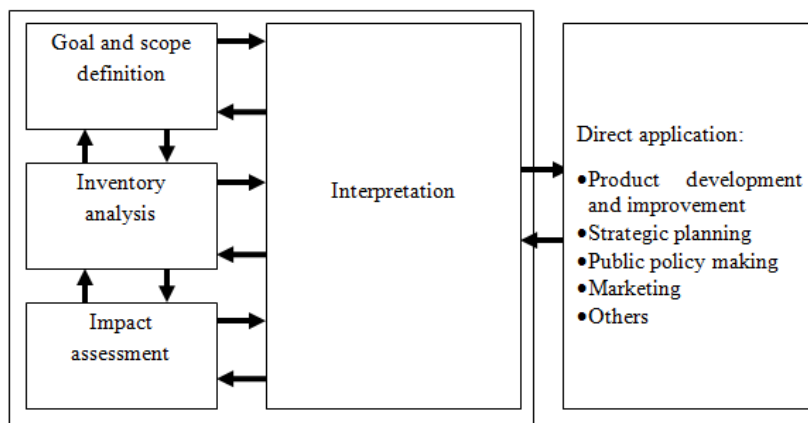 Goal and scope
definition
Inventory
analysis
Impact
assessment
Interpretation
Direct application:
•Product development
and improvement
•Strategic planning
•Public policy making
•Marketing
•Others